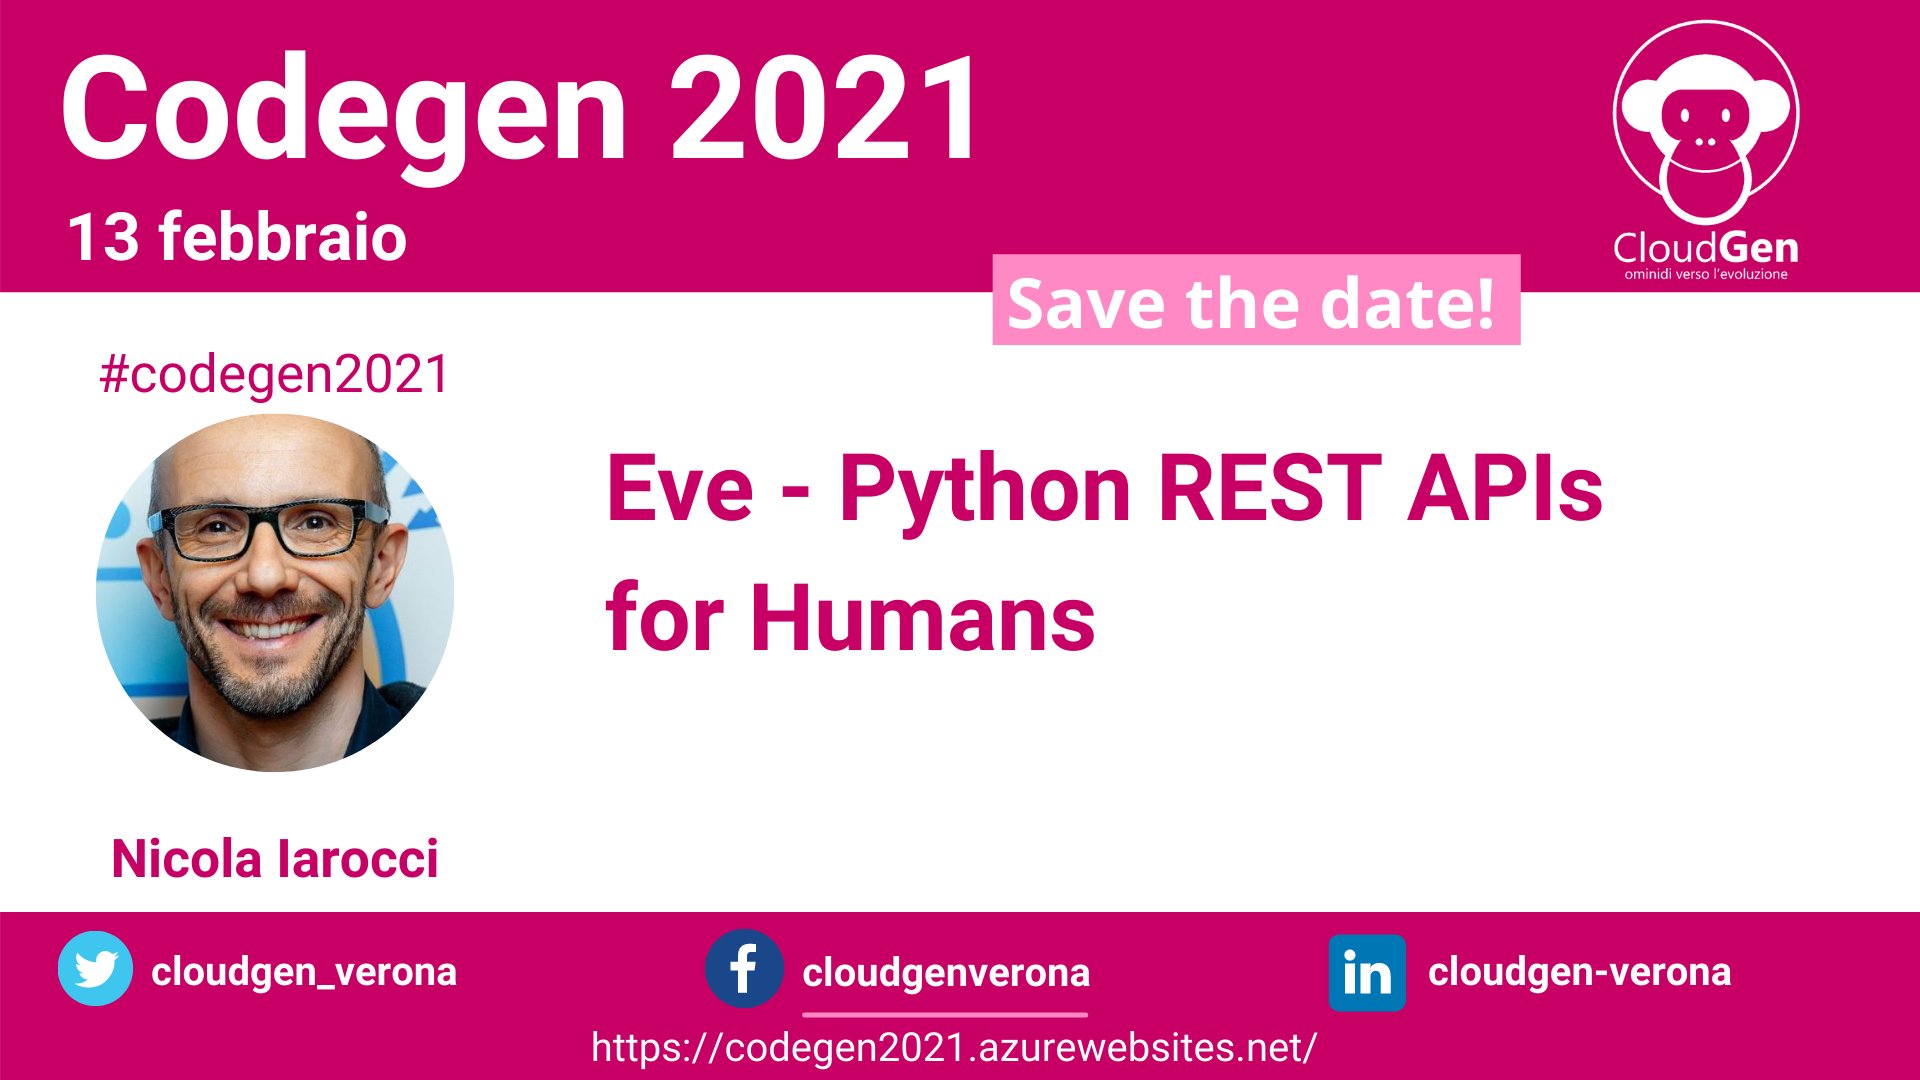 Codegen 2021
13 febbraio
CloudGen
ominidi verso l'evoluzione
Save the date!
#codegen2021
Eve - Python REST APIs
for Humans
Nicola Iarocci
cloudgen_verona
cloudgenverona
cloudgen-verona
https://codegen2021.azurewebsites.net/